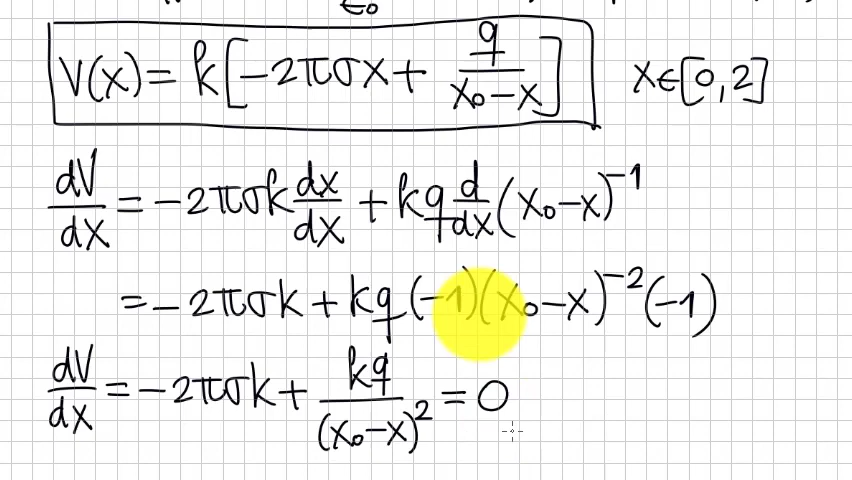 ϵ₀
V(x) = k[-2πσx + q/(x₀-x)] x∈[0,2]
dV/dx = -2πσk dx/dx + kq d/dx (x₀-x)⁻¹
= -2πσk + kq(-1)(x₀-x)⁻²(-1)
dV/dx = -2πσk + kq/(x₀-x)² = 0